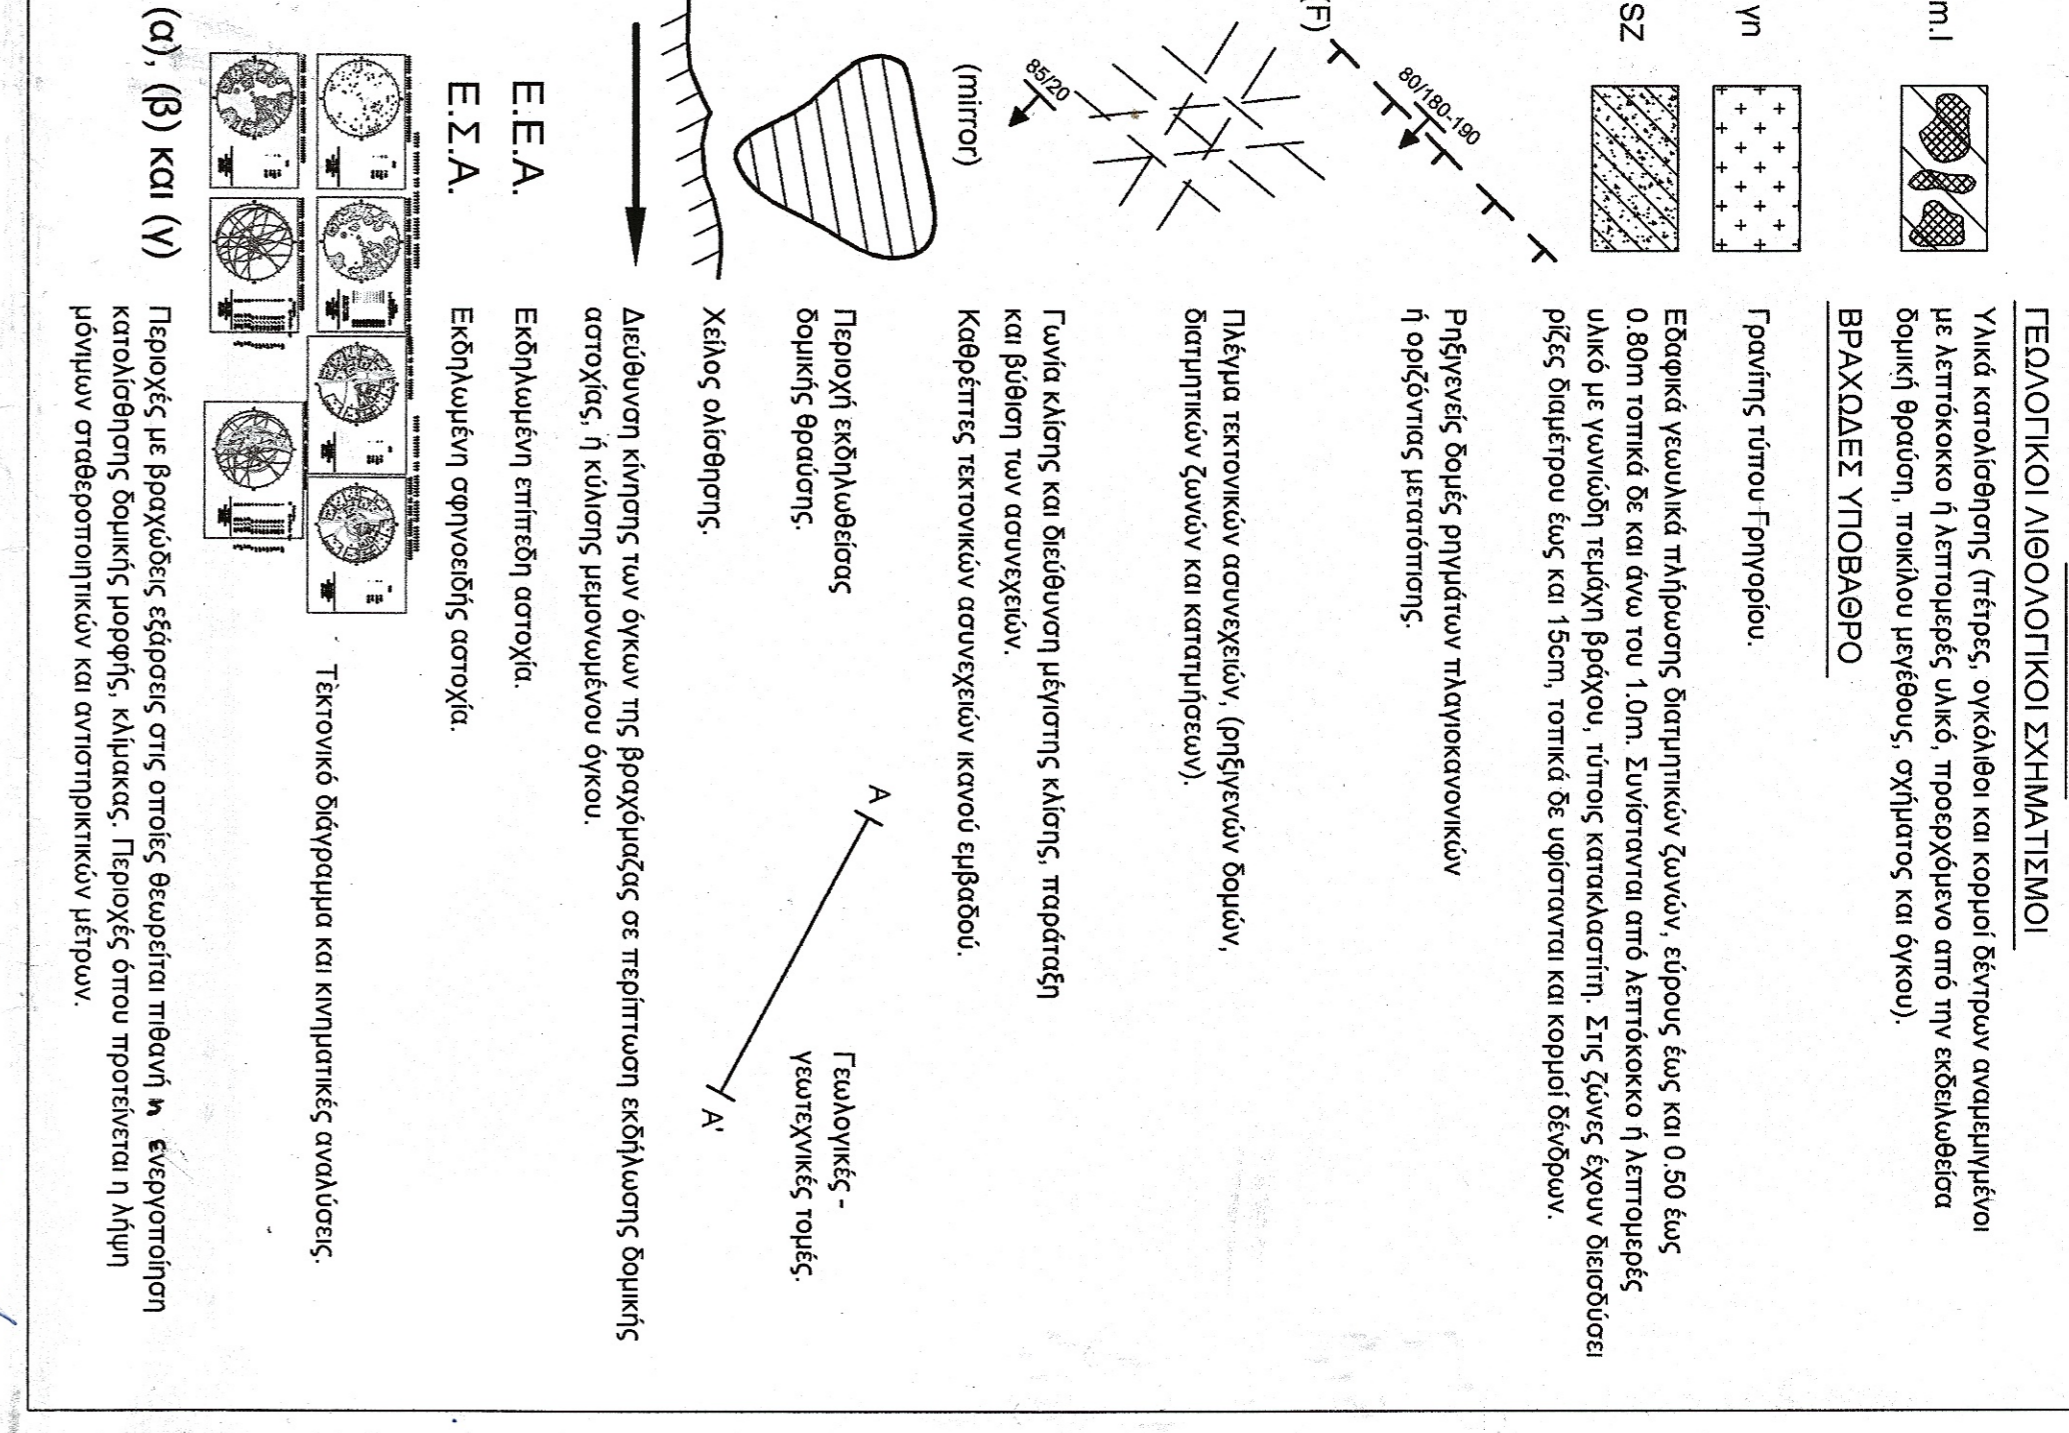 ΓΕΩΛΟΓΙΚΟΙ ΛΙΘΟΛΟΓΙΚΟΙ ΣΧΗΜΑΤΙΣΜΟΙ
m.l
Υλικά κατολίσθησης (πέτρες, ογκόλιθοι και κορμοί δέντρων αναμεμιγμένοι
με λεπτόκοκκο ή λεπτομερές υλικό, προερχόμενο από την εκδειλωθείσα
δομική θραύση, ποικίλου μεγέθους, σχήματος και όγκου).
ΒΡΑΧΩΔΕΣ ΥΠΟΒΑΘΡΟ
γη
Γρανίτης τύπου Γρηγορίου.
SZ
Εδαφικά γεωυλικά πλήρωσης διατμητικών ζωνών, εύρους έως και 0.50 έως
0.80m τοπικά δε και άνω του 1.0m. Συνίστανται από λεπτόκοκκο ή λεπτομερές
υλικό με γωνιώδη τεμάχη βράχου, τύποις κατακλαστίτη. Στις ζώνες έχουν διεισδύσει
ρίζες διαμέτρου έως και 15cm, τοπικά δε υφίστανται και κορμοί δένδρων.
(F)
80/180-190
Ρηξιγενείς δομές ρηγμάτων πλαγιοκανονικών
ή οριζόντιας μετατόπισης.
Πλέγμα τεκτονικών ασυνεχειών, (ρηξιγενών δομών,
διατμητικών ζωνών και κατατμήσεων).
85/20
Γωνία κλίσης και διεύθυνση μέγιστης κλίσης, παράταξη
και βύθιση των ασυνεχειών.
(mirror)
Καθρέπτες τεκτονικών ασυνεχειών ικανού εμβαδού.
Περιοχή εκδηλωθείσας
δομικής θραύσης.
A
A'
Γεωλογικές -
γεωτεχνικές τομές.
Χείλος ολίσθησης.
Διεύθυνση κίνησης των όγκων της βραχόμαζας σε περίπτωση εκδήλωσης δομικής
αστοχίας, ή κύλισης μεμονωμένου όγκου.
Ε.Ε.Α.
Εκδηλωμένη επίπεδη αστοχία.
Ε.Σ.Α.
Εκδηλωμένη σφηνοειδής αστοχία.
Τεκτονικό διάγραμμα και κινηματικές αναλύσεις.
(α), (β) και (γ)
Περιοχές με βραχώδεις εξάρσεις στις οποίες θεωρείται πιθανή η ενεργοποίηση
κατολίσθησης δομικής μορφής, κλίμακας. Περιοχές όπου προτείνεται η λήψη
μόνιμων σταθεροποιητικών και αντιστηρικτικών μέτρων.